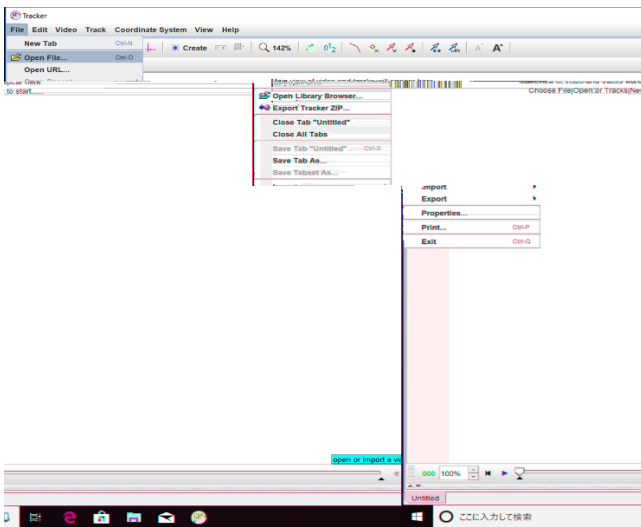 Tracker
File Edit Video Track Coordinate System View Help
New Tab Ctrl-N
Create 142%
Open File... Ctrl-O
Open URL...
to start
Choose File|Open or Tracks|New
Open Library Browser...
Export Tracker ZIP...
Close Tab "Untitled"
Close All Tabs
Save Tab "Untitled" Ctrl-S
Save Tab As...
Save Tabset As...
Import
Export
Properties...
Print... Ctrl-P
Exit Ctrl-Q
open or import a
000 100%
Untitled
ここに入力して検索